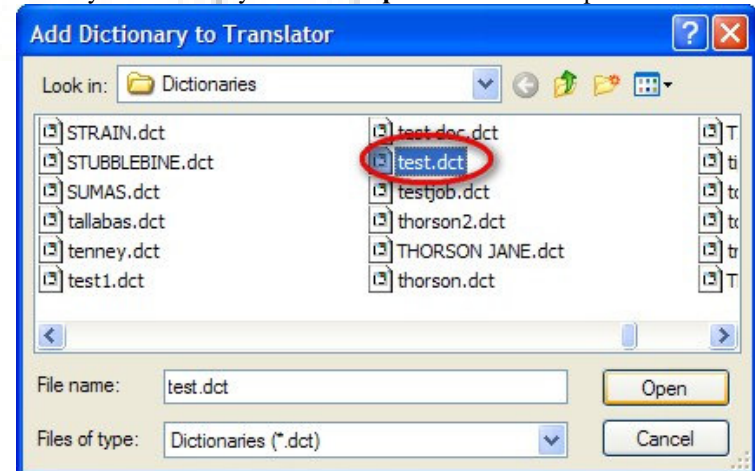 Add Dictionary to Translator
Look in: Dictionaries
STRAIN.dct
STUBBLEBINE.dct
SUMAS.dct
tallabas.dct
tenney.dct
test1.dct
test doc.dct
test.dct
testjob.dct
thorson2.dct
THORSON JANE.dct
thorson.dct
File name: test.dct
Open
Files of type: Dictionaries (*.dct)
Cancel